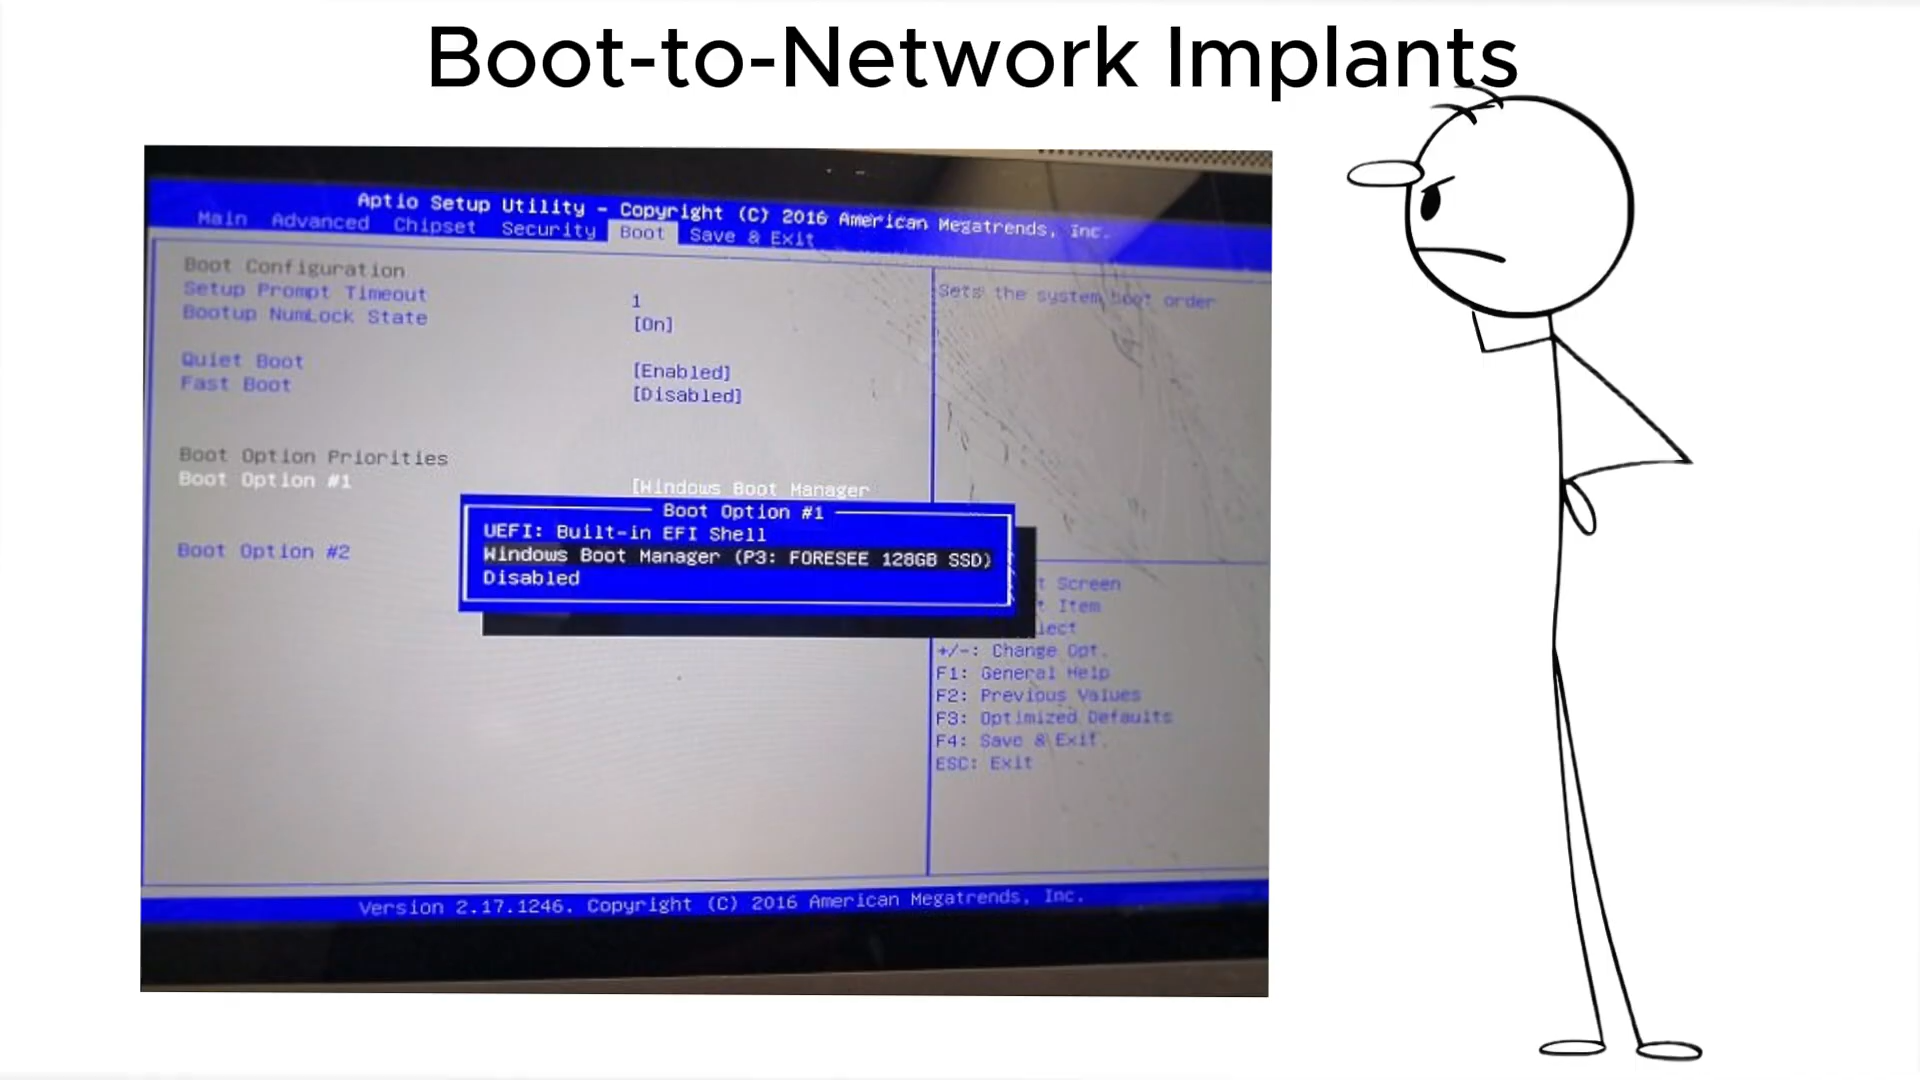 Boot-to-Network Implants
Aptio Setup Utility - Copyright (C) 2016 American Megatrends, Inc.
Main Advanced Chipset Security Boot Save & Exit
Boot Configuration
Setup Prompt Timeout 1
Bootup NumLock State [On]
Quiet Boot [Enabled]
Fast Boot [Disabled]
Boot Option Priorities
Boot Option #1 [Windows Boot Manager
Boot Option #2
Boot Option #1
UEFI: Built-in EFI Shell
Windows Boot Manager (P3: FORESEE 128GB SSD)
Disabled
Sets the system boot order
t Screen
t Item
lect
+/-: Change Opt.
F1: General Help
F2: Previous Values
F3: Optimized Defaults
F4: Save & Exit
ESC: Exit
Version 2.17.1246. Copyright (C) 2016 American Megatrends, Inc.